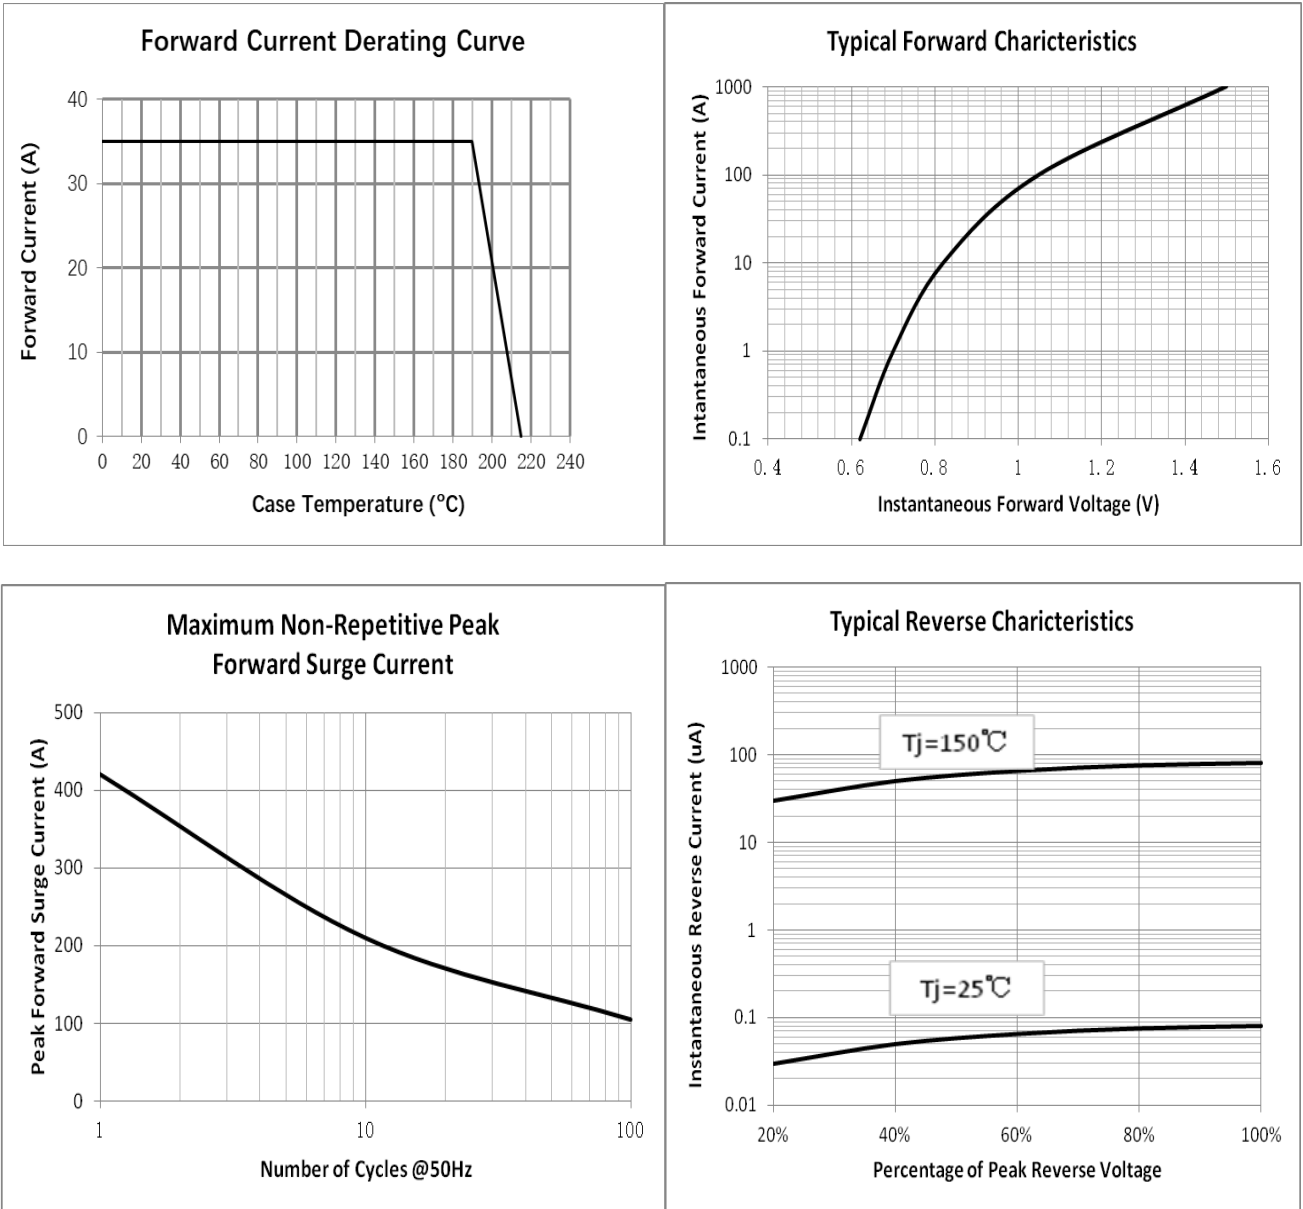 Forward Current Derating Curve
Forward Current (A)
40
30
20
10
0
0 20 40 60 80 100 120 140 160 180 200 220 240
Case Temperature (°C)
Typical Forward Charicteristics
Intantaneous Forward Current (A)
1000
100
10
1
0.1
0.4 0.6 0.8 1 1.2 1.4 1.6
Instantaneous Forward Voltage (V)
Maximum Non-Repetitive Peak
Forward Surge Current
Peak Forward Surge Current (A)
500
400
300
200
100
0
1 10 100
Number of Cycles @50Hz
Typical Reverse Charicteristics
Instantaneous Reverse Current (uA)
1000
100
10
1
0.1
0.01
Tj=150℃
Tj=25℃
20% 40% 60% 80% 100%
Percentage of Peak Reverse Voltage